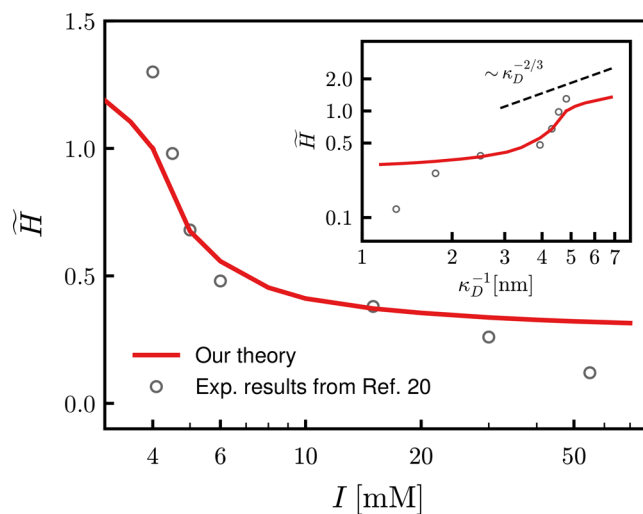 1.5
1.0
0.5
0.0
H̃
4
6
10
20
50
I [mM]
Our theory
Exp. results from Ref. 20
2.0
1.0
0.5
0.1
H̃
∼ κ_D^{-2/3}
1
2
3
4
5
6
7
κ_D^{-1}[nm]